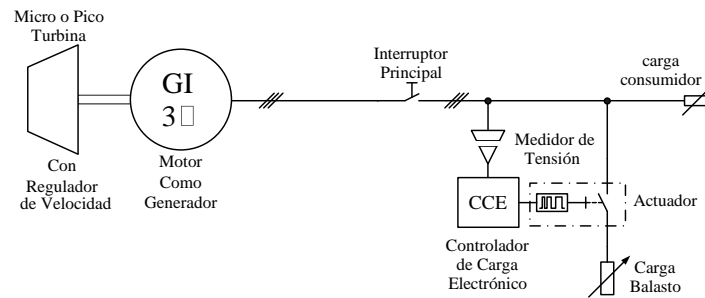 Micro o Pico
Turbina
GI
3
Con
Regulador
de Velocidad
Motor
Como
Generador
Interruptor
Principal
carga
consumidor
Medidor de
Tensión
CCE
Actuador
Controlador
de Carga
Electrónico
Carga
Balasto